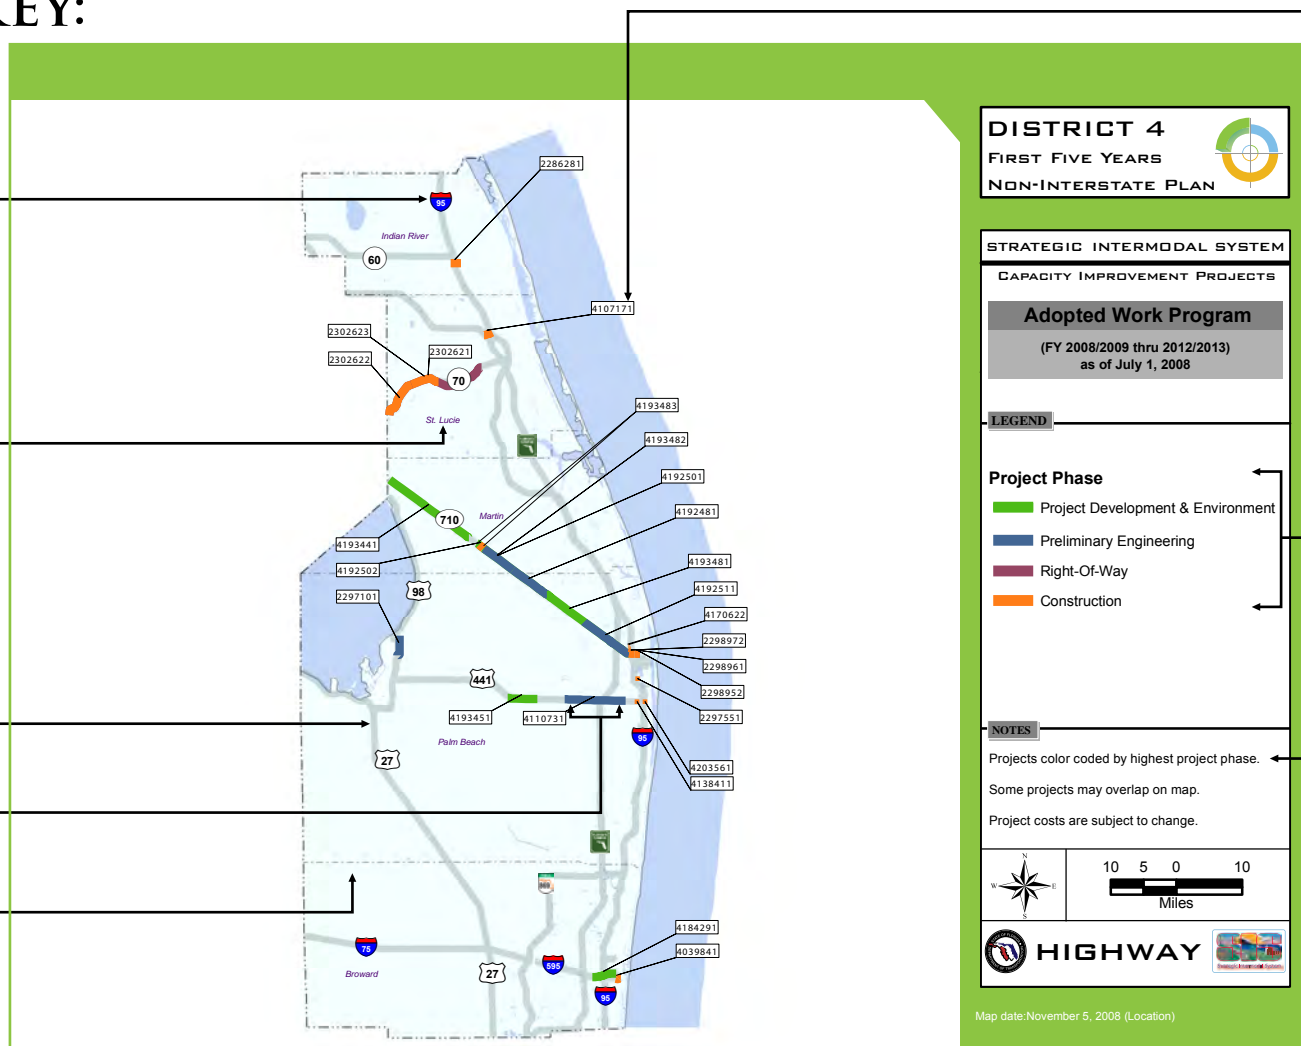 KEY:
DISTRICT 4
FIRST FIVE YEARS
NON-INTERSTATE PLAN
STRATEGIC INTERMODAL SYSTEM
CAPACITY IMPROVEMENT PROJECTS
Adopted Work Program
(FY 2008/2009 thru 2012/2013)
as of July 1, 2008
LEGEND
Project Phase
Project Development & Environment
Preliminary Engineering
Right-Of-Way
Construction
NOTES
Projects color coded by highest project phase.
Some projects may overlap on map.
Project costs are subject to change.
N
W E
S
10 5 0 10
Miles
HIGHWAY
Strategic Intermodal System
Map date:November 5, 2008 (Location)
2286281
95
Indian River
60
4107171
2302623
2302621
2302622
70
St. Lucie
4193483
4193482
4192501
4192481
710
Martin
4193441
4192502
98
2297101
4193481
4192511
4170622
2298972
2298961
2298952
2297551
441
4193451
4110731
Palm Beach
95
27
4203561
4138411
869
75
Broward
27
595
95
4184291
4039841